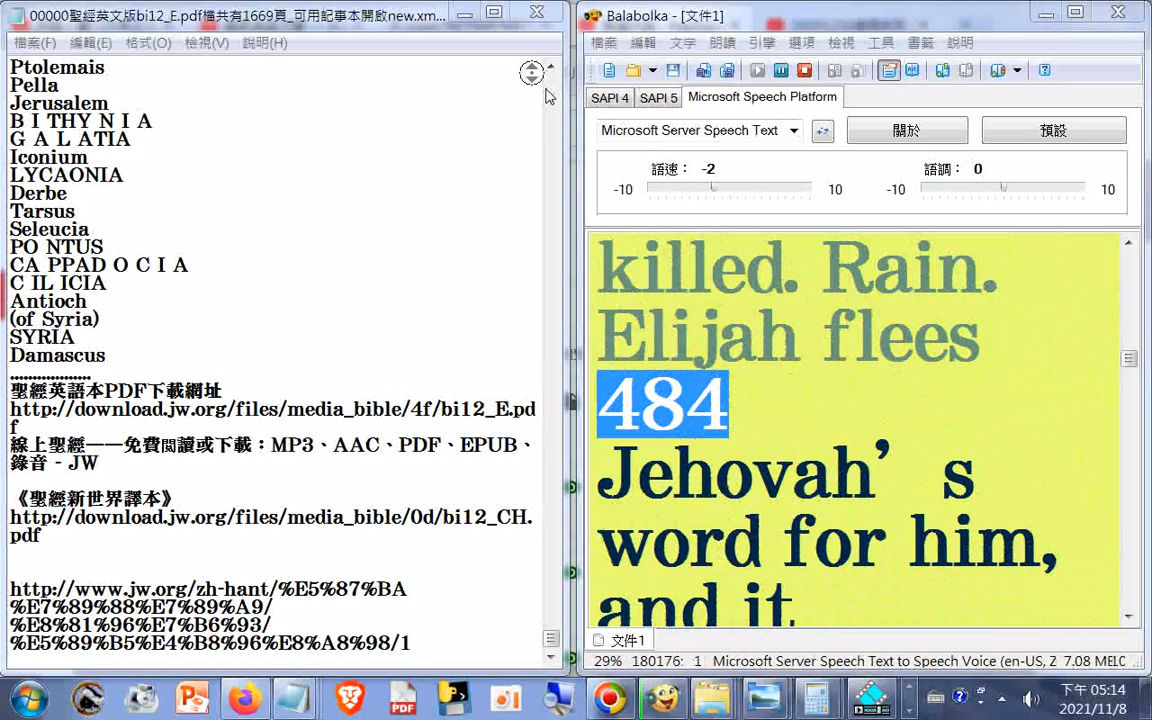 00000聖經英文版bi12_E.pdf檔共有1669頁_可用記事本開啟new.xm...
檔案(F) 編輯(E) 格式(O) 檢視(V) 說明(H)
Ptolemais
Pella
Jerusalem
B I THY N I A
G A L ATIA
Iconium
LYCAONIA
Derbe
Tarsus
Seleucia
PO NTUS
CA PPAD O C I A
C IL ICIA
Antioch
(of Syria)
SYRIA
Damascus
..................
聖經英語本PDF下載網址
http://download.jw.org/files/media_bible/4f/bi12_E.pd
f
線上聖經——免費閱讀或下載：MP3、AAC、PDF、EPUB、
錄音 - JW
《聖經新世界譯本》
http://download.jw.org/files/media_bible/0d/bi12_CH.
pdf
http://www.jw.org/zh-hant/%E5%87%BA
%E7%89%88%E7%89%A9/
%E8%81%96%E7%B6%93/
%E5%89%B5%E4%B8%96%E8%A8%98/1
Balabolka - [文件1]
檔案 編輯 文字 朗讀 引擎 選項 檢視 工具 書籤 說明
SAPI 4 SAPI 5 Microsoft Speech Platform
Microsoft Server Speech Text 關於 預設
語速： -2 語調： 0
-10 10 -10 10
killed. Rain.
Elijah flees
484
Jehovah’s
word for him,
and it
文件1
29% 180176: 1 Microsoft Server Speech Text to Speech Voice (en-US, Z 7.08 MELC
PDF
下午 05:14
2021/11/8